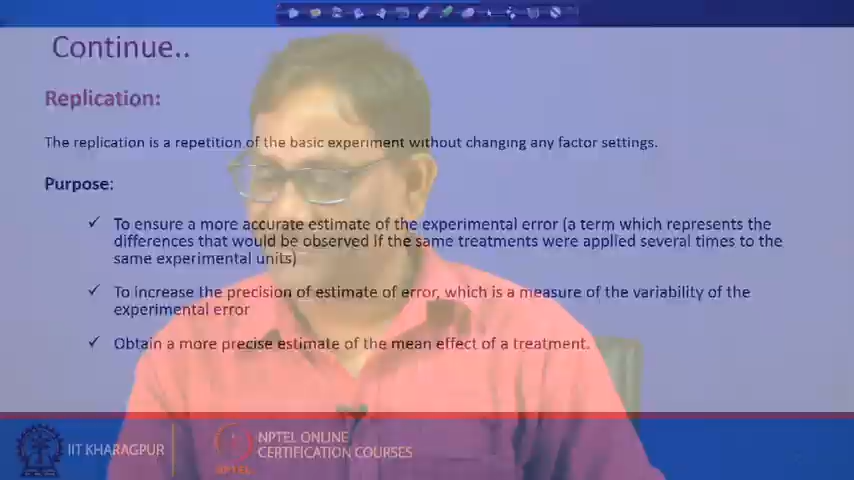 Continue..
Replication:
The replication is a repetition of the basic experiment without changing any factor settings.
Purpose:
✓ To ensure a more accurate estimate of the experimental error (a term which represents the
differences that would be observed if the same treatments were applied several times to the
same experimental units)
✓ To increase the precision of estimate of error, which is a measure of the variability of the
experimental error
✓ Obtain a more precise estimate of the mean effect of a treatment.
IIT KHARAGPUR
NPTEL
NPTEL ONLINE
CERTIFICATION COURSES